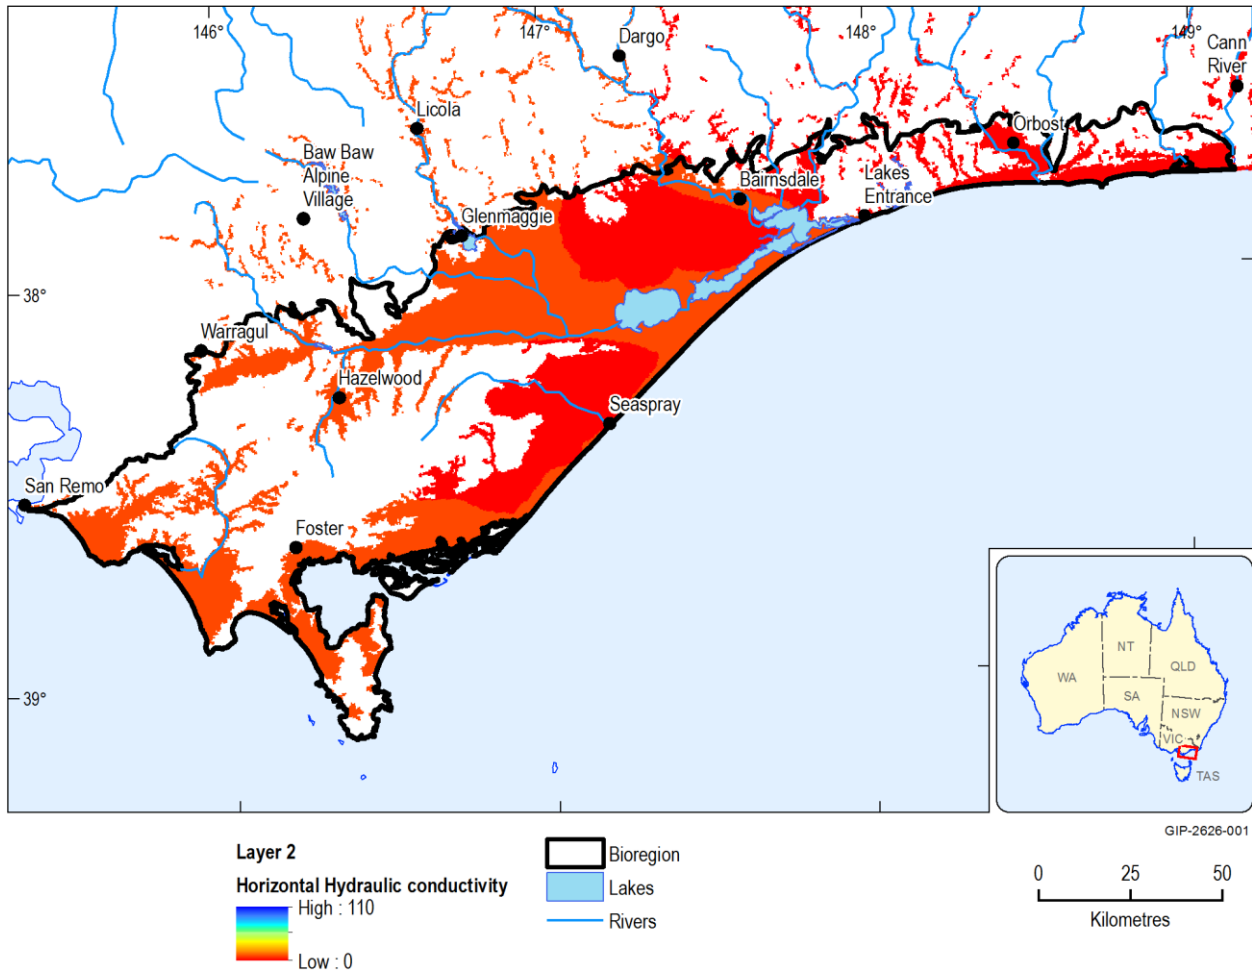 146°
147°
148°
149°
Dargo
Cann
River
Licola
Orbost
Baw Baw
Alpine
Village
Bairnsdale
Lakes
Entrance
Glenmaggie
38°
Warragul
Hazelwood
Seaspray
San Remo
Foster
39°
NT
QLD
WA
SA
NSW
VIC
TAS
GIP-2626-001
Layer 2
Horizontal Hydraulic conductivity
High : 110
Low : 0
Bioregion
Lakes
Rivers
0 25 50
Kilometres